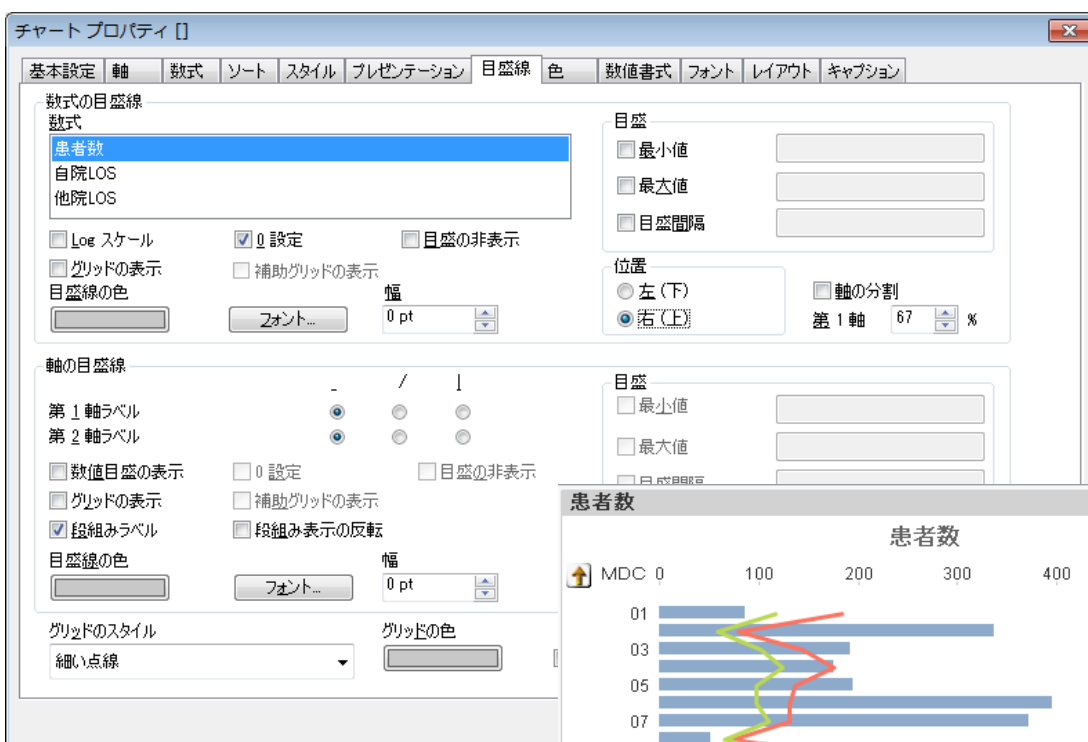 チャート プロパティ []
基本設定 軸 数式 ソート スタイル プレゼンテーション 目盛線 色 数値書式 フォント レイアウト キャプション
数式の目盛線
数式
患者数
自院LOS
他院LOS
Log スケール 0 設定 目盛の非表示
グリッドの表示 補助グリッドの表示
目盛線の色 幅
フォント... 0 pt
目盛
最小値
最大値
目盛間隔
位置
左 (下) 軸の分割
右 (上) 第 1 軸 67 %
軸の目盛線
_ / |
第 1 軸ラベル
第 2 軸ラベル
数値目盛の表示 0 設定 目盛の非表示
グリッドの表示 補助グリッドの表示
段組みラベル 段組み表示の反転
目盛線の色 幅
フォント... 0 pt
目盛
最小値
最大値
目盛間隔
グリッドのスタイル グリッドの色
細い点線
患者数
患者数
MDC 0 100 200 300 400
01
03
05
07